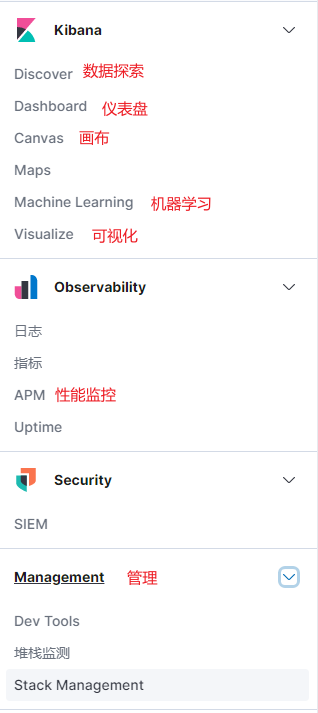 Kibana
Discover 数据探索
Dashboard 仪表盘
Canvas 画布
Maps
Machine Learning 机器学习
Visualize 可视化
Observability
日志
指标
APM 性能监控
Uptime
Security
SIEM
Management 管理
Dev Tools
堆栈监测
Stack Management